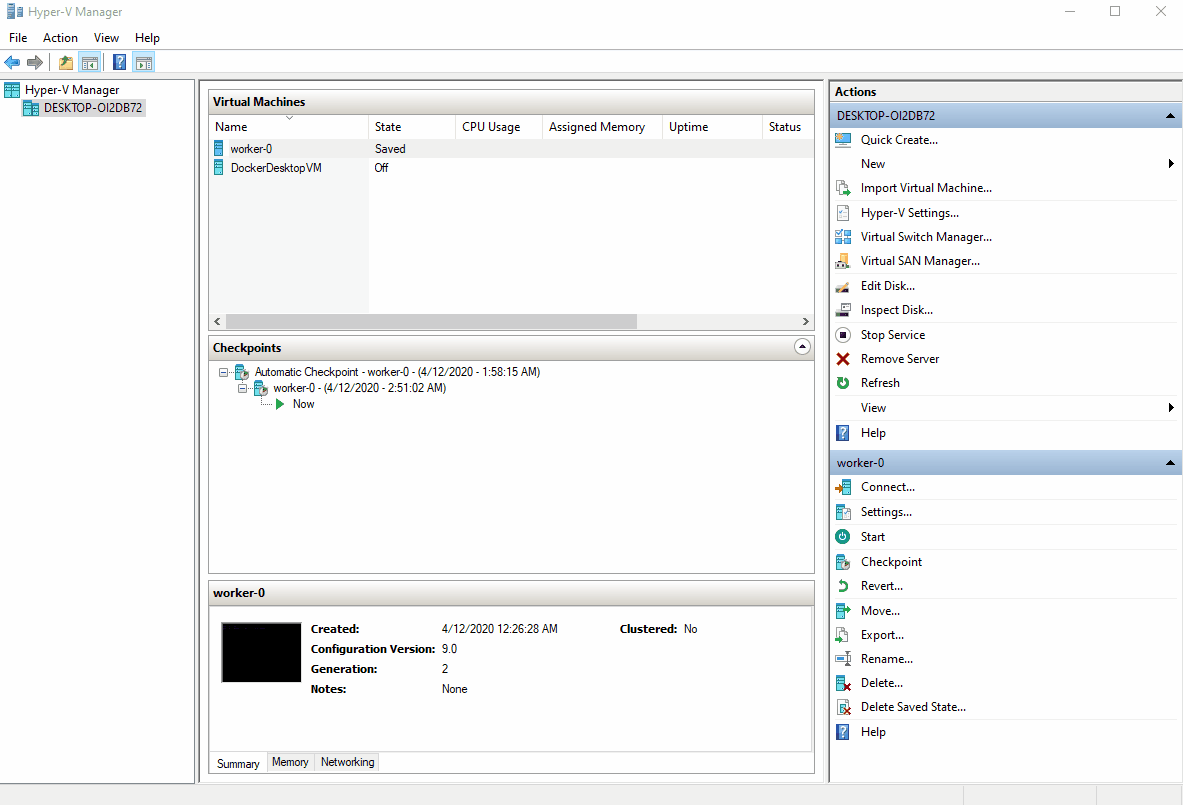 Hyper-V Manager
File Action View Help
Hyper-V Manager
DESKTOP-OI2DB72
Virtual Machines
Name State CPU Usage Assigned Memory Uptime Status
worker-0 Saved
DockerDesktopVM Off
Checkpoints
Automatic Checkpoint - worker-0 - (4/12/2020 - 1:58:15 AM)
worker-0 - (4/12/2020 - 2:51:02 AM)
Now
worker-0
Created: 4/12/2020 12:26:28 AM Clustered: No
Configuration Version: 9.0
Generation: 2
Notes: None
Summary Memory Networking
Actions
DESKTOP-OI2DB72
Quick Create...
New
Import Virtual Machine...
Hyper-V Settings...
Virtual Switch Manager...
Virtual SAN Manager...
Edit Disk...
Inspect Disk...
Stop Service
Remove Server
Refresh
View
Help
worker-0
Connect...
Settings...
Start
Checkpoint
Revert...
Move...
Export...
Rename...
Delete...
Delete Saved State...
Help